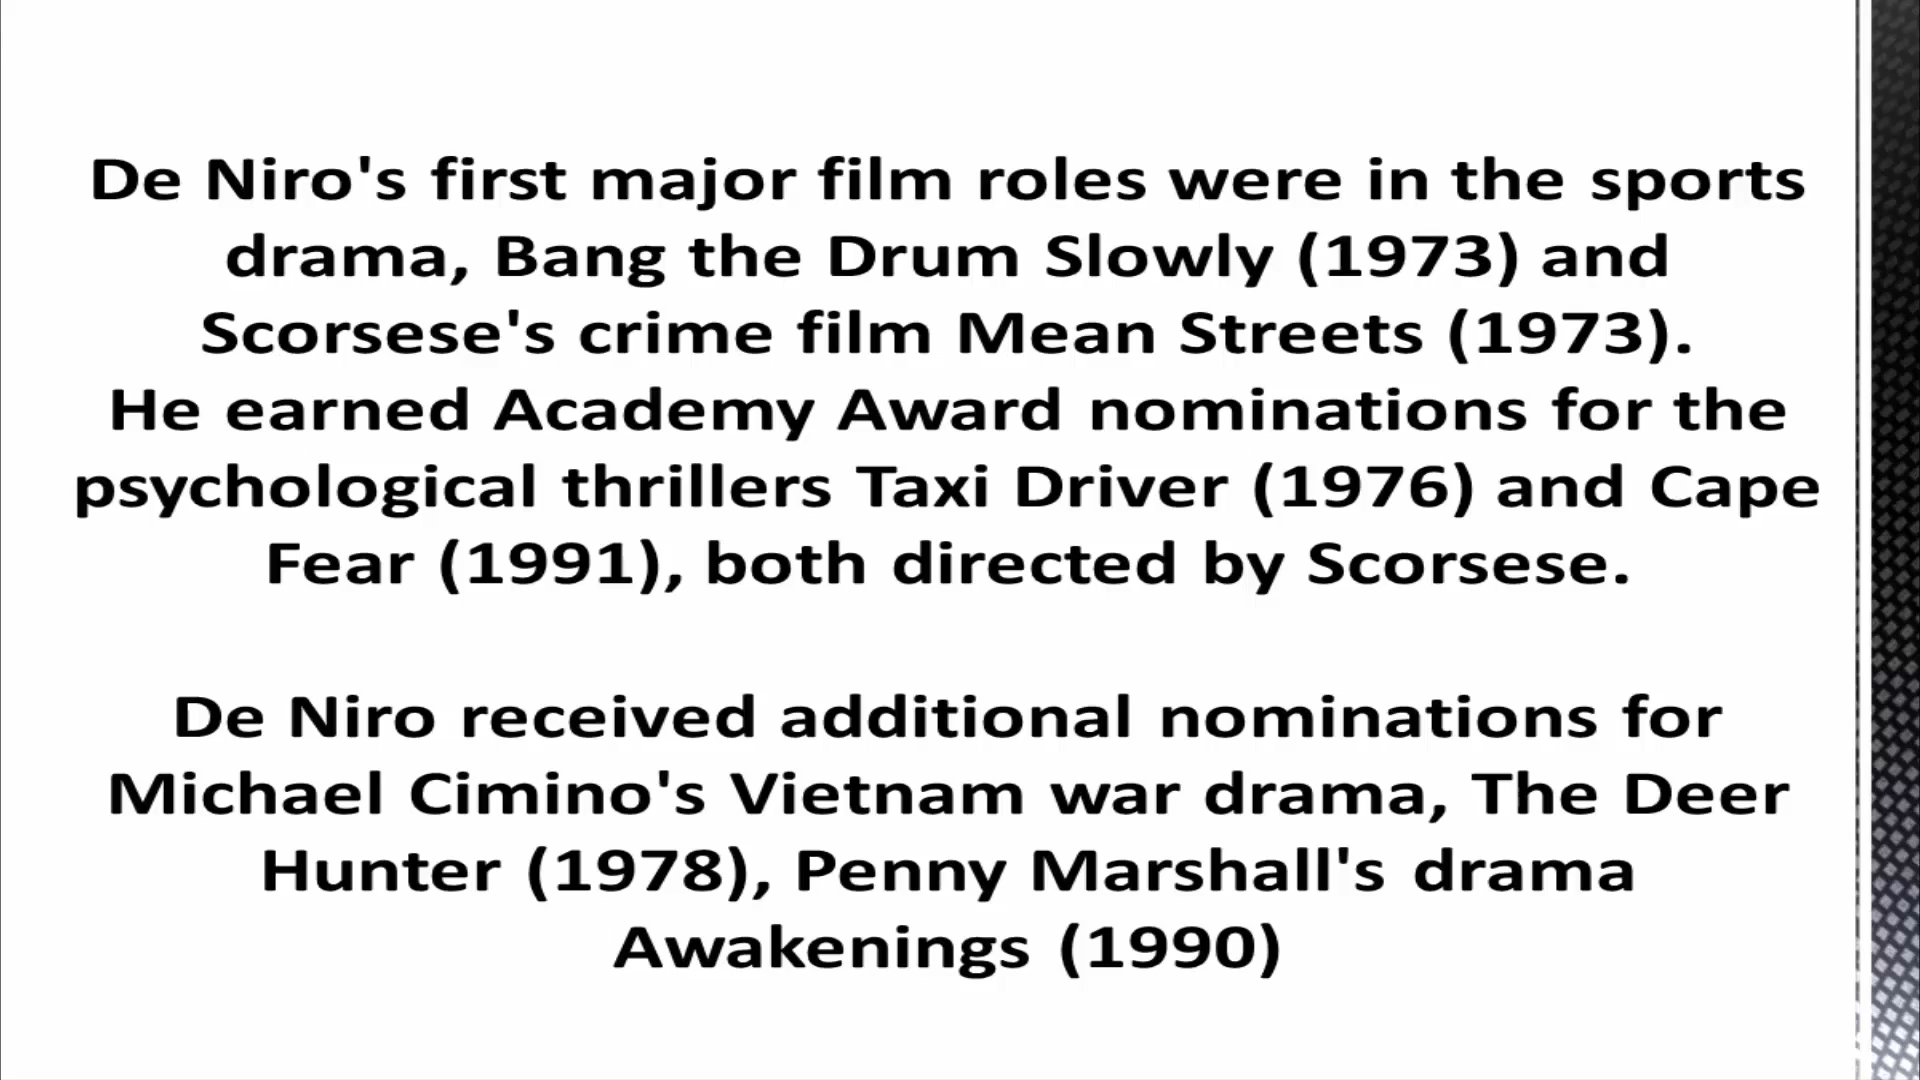 De Niro's first major film roles were in the sports
drama, Bang the Drum Slowly (1973) and
Scorsese's crime film Mean Streets (1973).
He earned Academy Award nominations for the
psychological thrillers Taxi Driver (1976) and Cape
Fear (1991), both directed by Scorsese.
De Niro received additional nominations for
Michael Cimino's Vietnam war drama, The Deer
Hunter (1978), Penny Marshall's drama
Awakenings (1990)